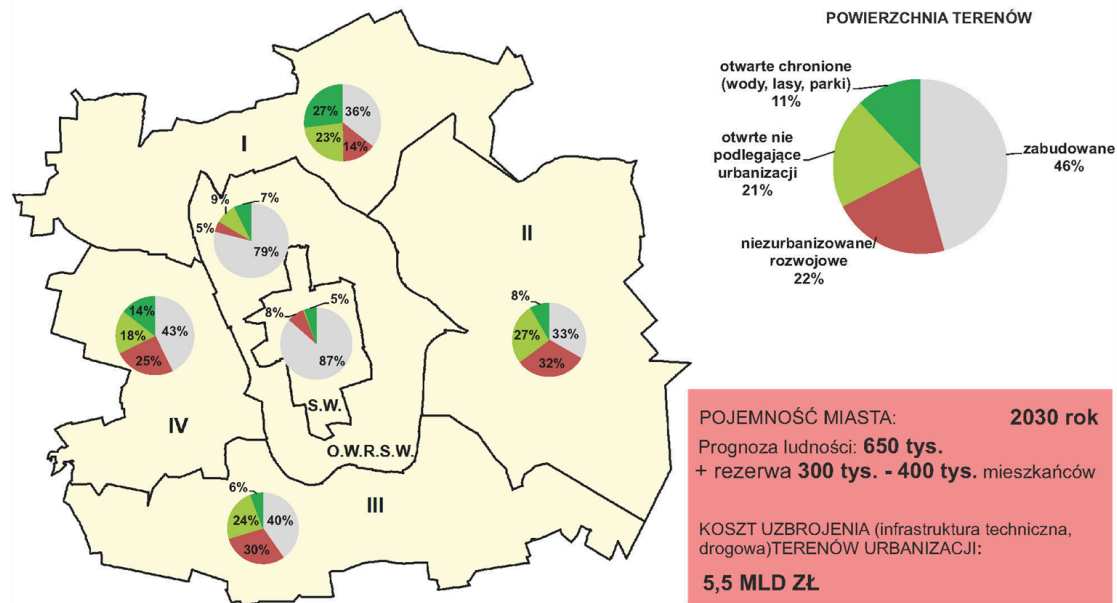 POWIERZCHNIA TERENÓW
otwarte chronione
(wody, lasy, parki)
11%
otwrte nie
podlegające
urbanizacji
21%
zabudowane
46%
niezurbanizowane/
rozwojowe
22%
I
27%
36%
23%
14%
9%
7%
5%
79%
II
8%
33%
27%
32%
14%
43%
18%
25%
IV
8%
5%
87%
S.W.
O.W.R.S.W.
III
6%
24%
40%
30%
POJEMNOŚĆ MIASTA: 2030 rok
Prognoza ludności: 650 tys.
+ rezerwa 300 tys. - 400 tys. mieszkańców
KOSZT UZBROJENIA (infrastruktura techniczna,
drogowa)TERENÓW URBANIZACJI:
5,5 MLD ZŁ